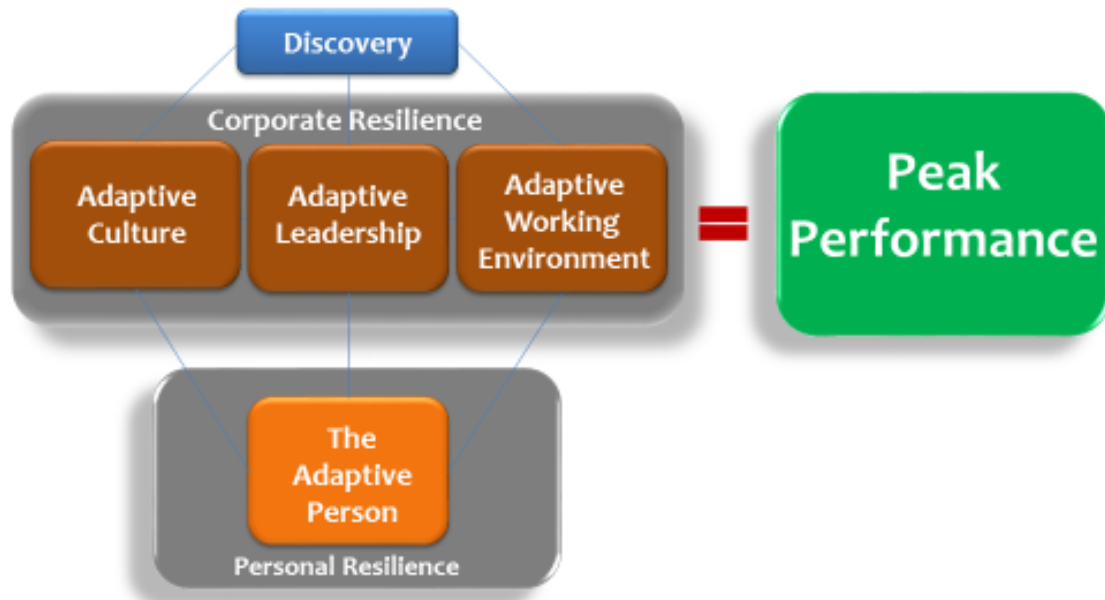 Discovery
Corporate Resilience
Adaptive
Culture
Adaptive
Leadership
Adaptive
Working
Environment
=
Peak
Performance
The
Adaptive
Person
Personal Resilience